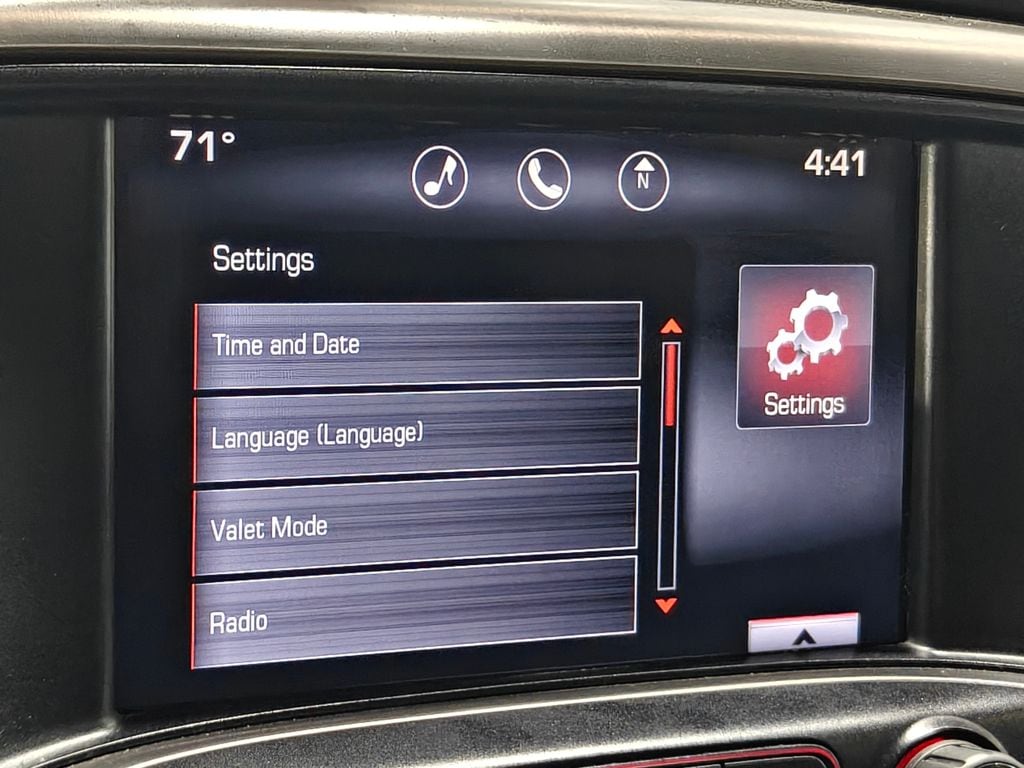 71°
N
4:41
Settings
Time and Date
Language (Language)
Valet Mode
Radio
Settings